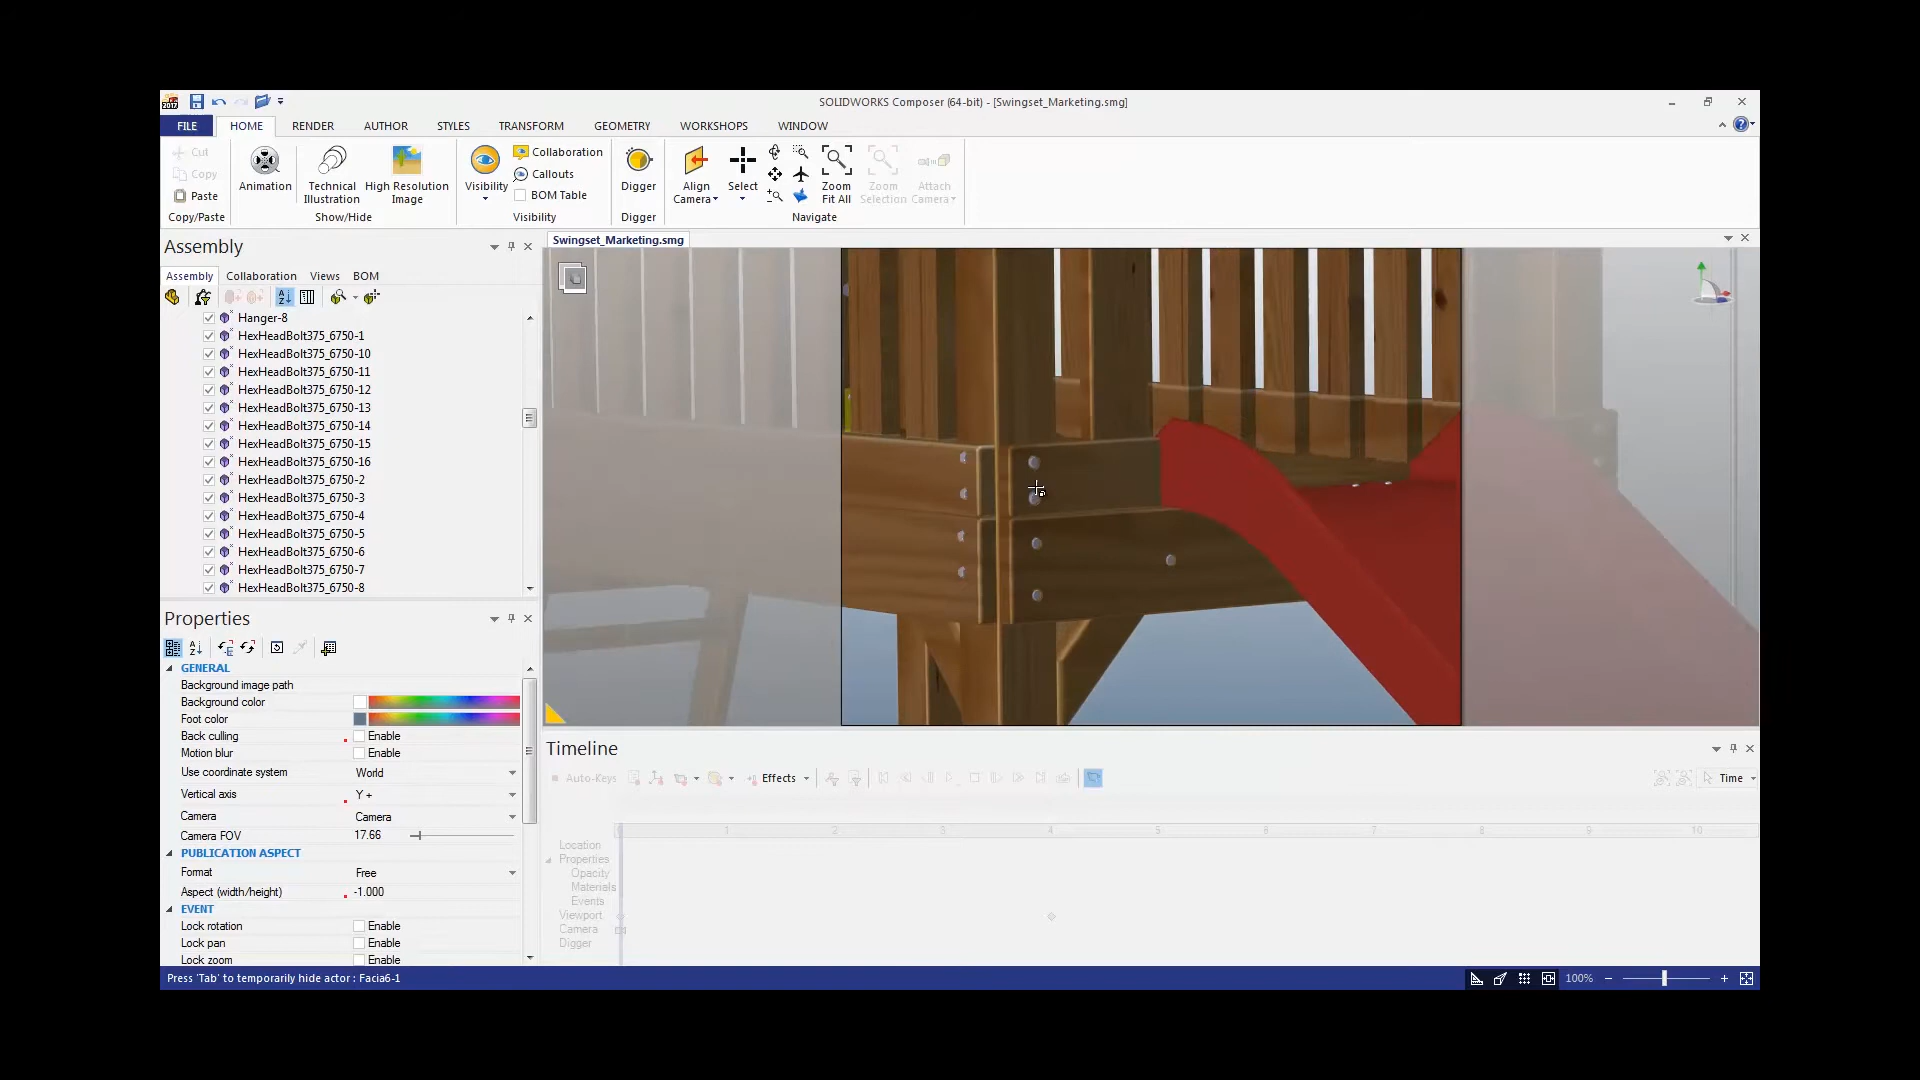 SOLIDWORKS Composer (64-bit) - [Swingset_Marketing.smg]
FILE HOME RENDER AUTHOR STYLES TRANSFORM GEOMETRY WORKSHOPS WINDOW
Cut
Copy
Paste
Copy/Paste
Animation
Technical Illustration
High Resolution Image
Show/Hide
Visibility
Collaboration
Callouts
BOM Table
Visibility
Digger
Digger
Align Camera
Select
Zoom Fit All
Zoom Selection
Attach Camera
Navigate
Assembly
Assembly Collaboration Views BOM
Hanger-8
HexHeadBolt375_6750-1
HexHeadBolt375_6750-10
HexHeadBolt375_6750-11
HexHeadBolt375_6750-12
HexHeadBolt375_6750-13
HexHeadBolt375_6750-14
HexHeadBolt375_6750-15
HexHeadBolt375_6750-16
HexHeadBolt375_6750-2
HexHeadBolt375_6750-3
HexHeadBolt375_6750-4
HexHeadBolt375_6750-5
HexHeadBolt375_6750-6
HexHeadBolt375_6750-7
HexHeadBolt375_6750-8
Properties
GENERAL
Background image path
Background color
Foot color
Back culling Enable
Motion blur Enable
Use coordinate system World
Vertical axis Y +
Camera Camera
Camera FOV 17.66
PUBLICATION ASPECT
Format Free
Aspect (width/height) -1.000
EVENT
Lock rotation Enable
Lock pan Enable
Lock zoom Enable
Swingset_Marketing.smg
Timeline
Auto-Keys Effects Time
0 1 2 3 4 5 6 7 8 9 10
Location
Properties
Opacity
Materials
Events
Viewport
Camera
Digger
Press 'Tab' to temporarily hide actor : Facia6-1
100%